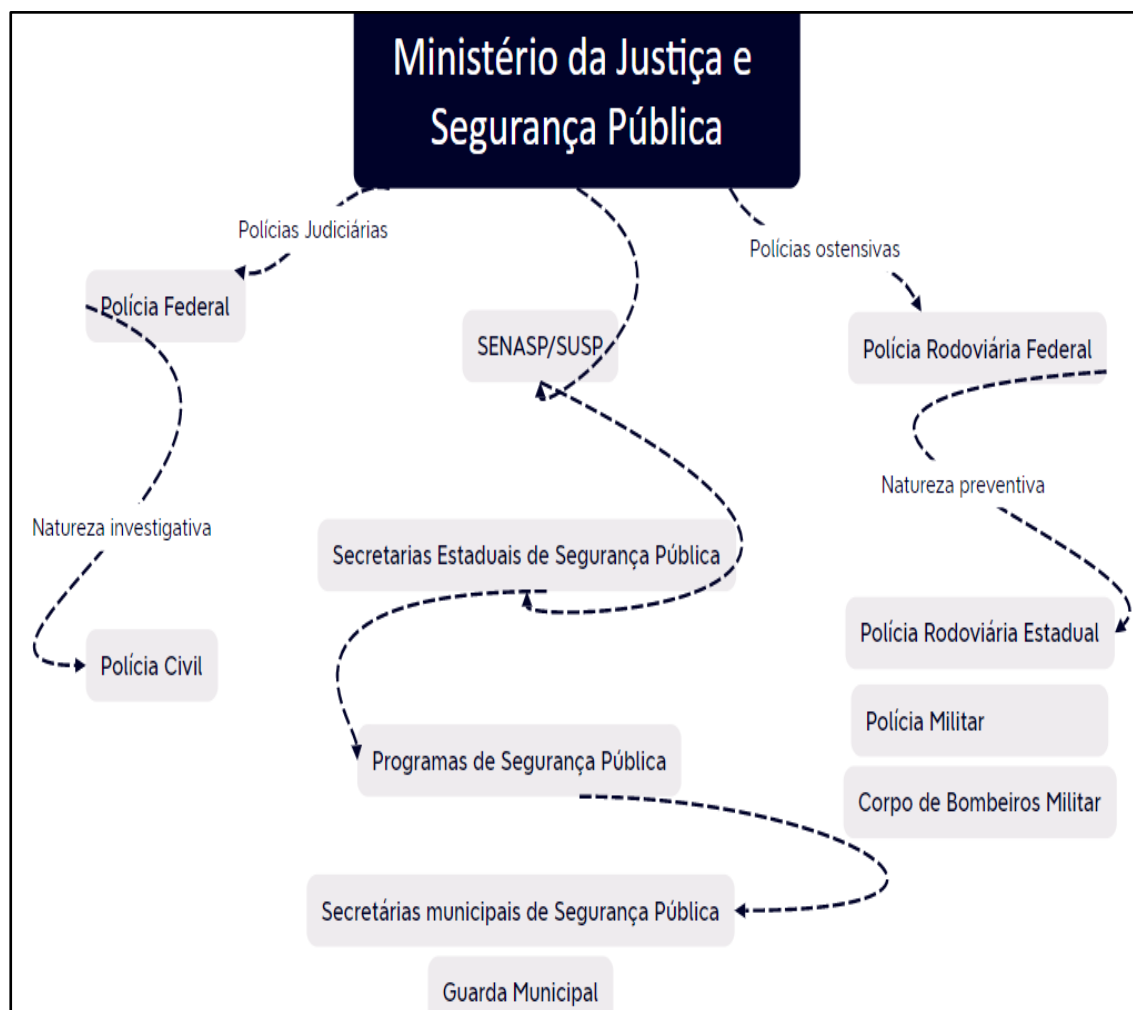 Ministério da Justiça e
Segurança Pública
Polícias Judiciárias
Polícias ostensivas
Polícia Federal
SENASP/SUSP
Polícia Rodoviária Federal
Natureza preventiva
Natureza investigativa
Secretarias Estaduais de Segurança Pública
Polícia Rodoviária Estadual
Polícia Civil
Polícia Militar
Programas de Segurança Pública
Corpo de Bombeiros Militar
Secretárias municipais de Segurança Pública
Guarda Municipal